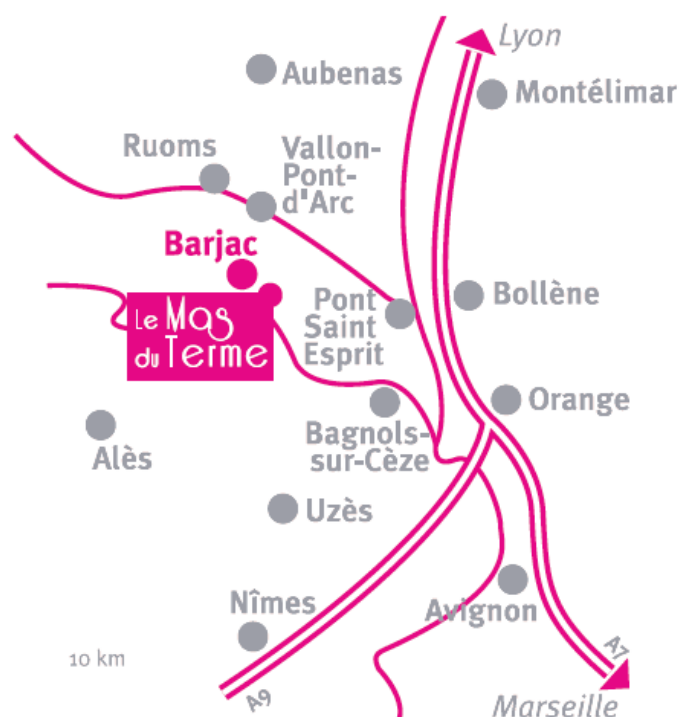 Lyon
Aubenas
Montélimar
Ruoms
Vallon-
Pont-
d'Arc
Barjac
Le Mas
du Terme
Pont
Saint
Esprit
Bollène
Orange
Bagnols-
sur-Cèze
Alès
Uzès
Nîmes
Avignon
10 km
A7
A9
Marseille